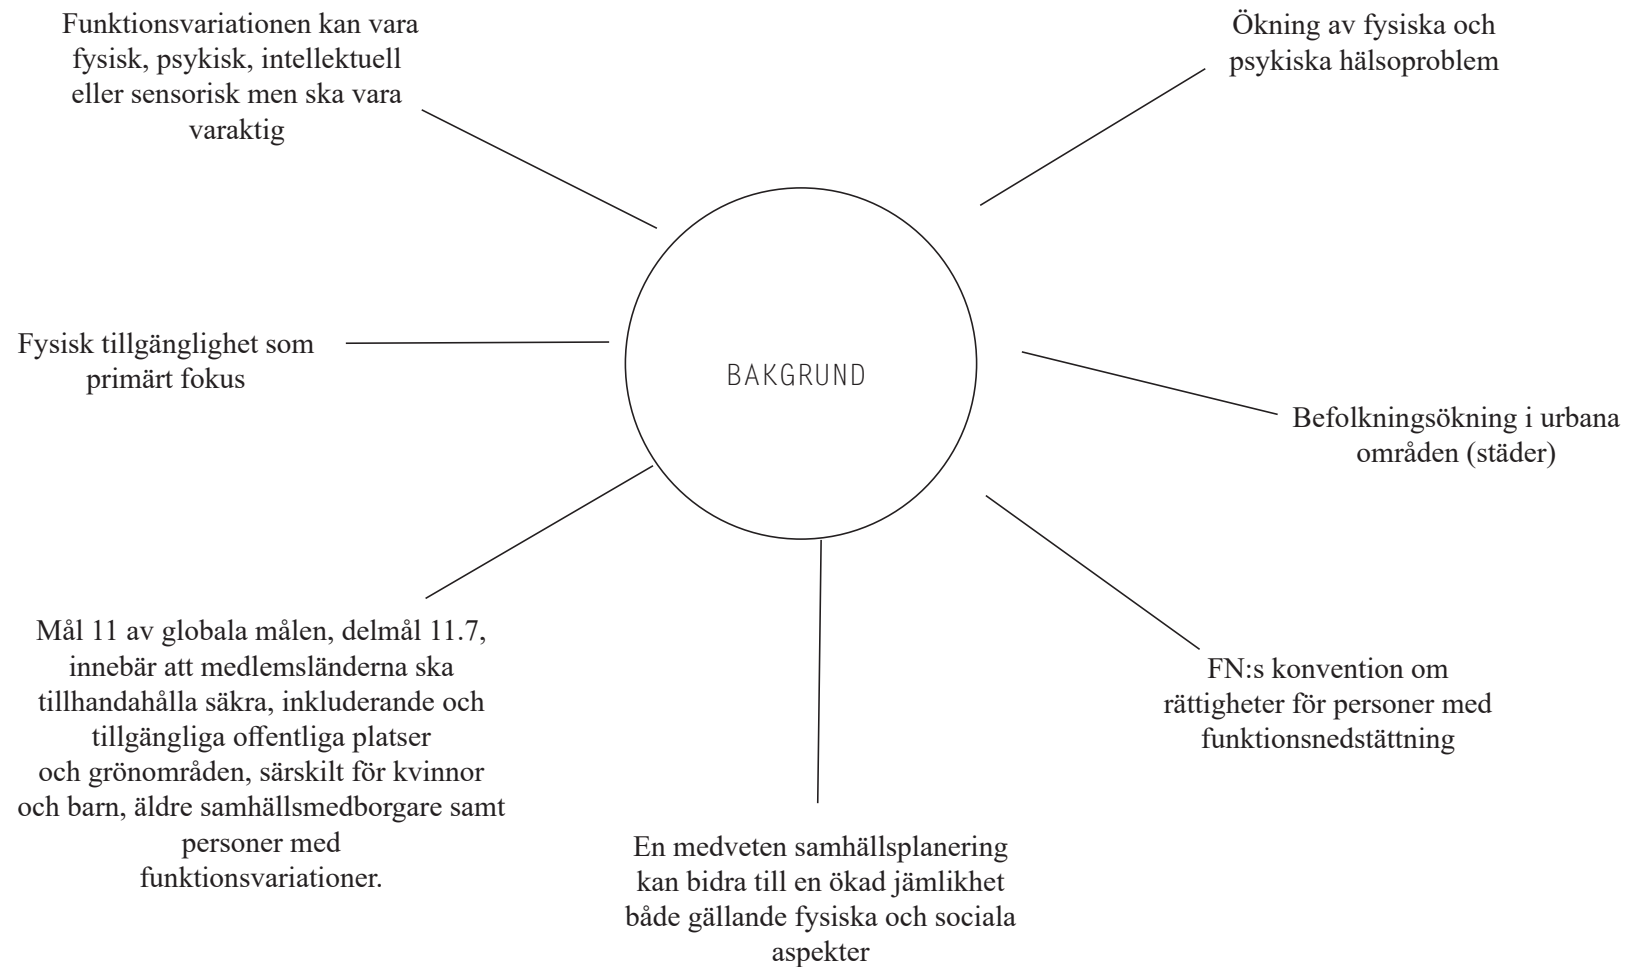 Funktionsvariationen kan vara
fysisk, psykisk, intellektuell
eller sensorisk men ska vara
varaktig
Ökning av fysiska och
psykiska hälsoproblem
Fysisk tillgänglighet som
primärt fokus
BAKGRUND
Befolkningsökning i urbana
områden (städer)
Mål 11 av globala målen, delmål 11.7,
innebär att medlemsländerna ska
tillhandahålla säkra, inkluderande och
tillgängliga offentliga platser
och grönområden, särskilt för kvinnor
och barn, äldre samhällsmedborgare samt
personer med
funktionsvariationer.
FN:s konvention om
rättigheter för personer med
funktionsnedstättning
En medveten samhällsplanering
kan bidra till en ökad jämlikhet
både gällande fysiska och sociala
aspekter